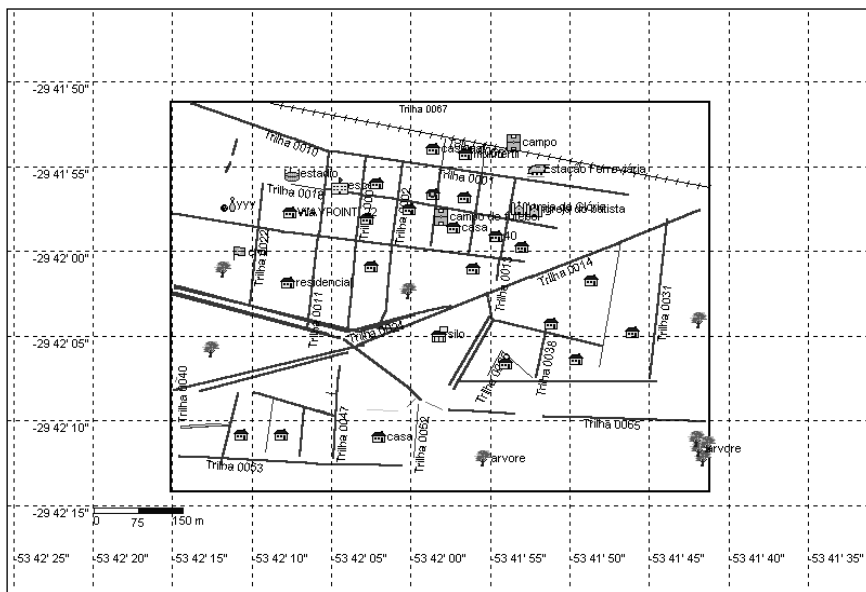 -29 41' 50"
Trilha 0067
campo
Trilha 0010
-29 41' 55"
Estação Ferroviária
Trilha 0001
estadio
Trilha 0018
yyy
campo de futebol
casa
40
-29 42' 00"
Trilha 0022
residencial
Trilha 0011
Trilha 0013
Trilha 0014
Trilha 0031
-29 42' 05"
silo
Trilha 0038
Trilha 0040
-29 42' 10"
Trilha 0047
casa
Trilha 0052
Trilha 0065
Trilha 0053
arvore
arvore
-29 42' 15"
0 75 150 m
-53 42' 25" -53 42' 20" -53 42' 15" -53 42' 10" -53 42' 05" -53 42' 00" -53 41' 55" -53 41' 50" -53 41' 45" -53 41' 40" -53 41' 35"